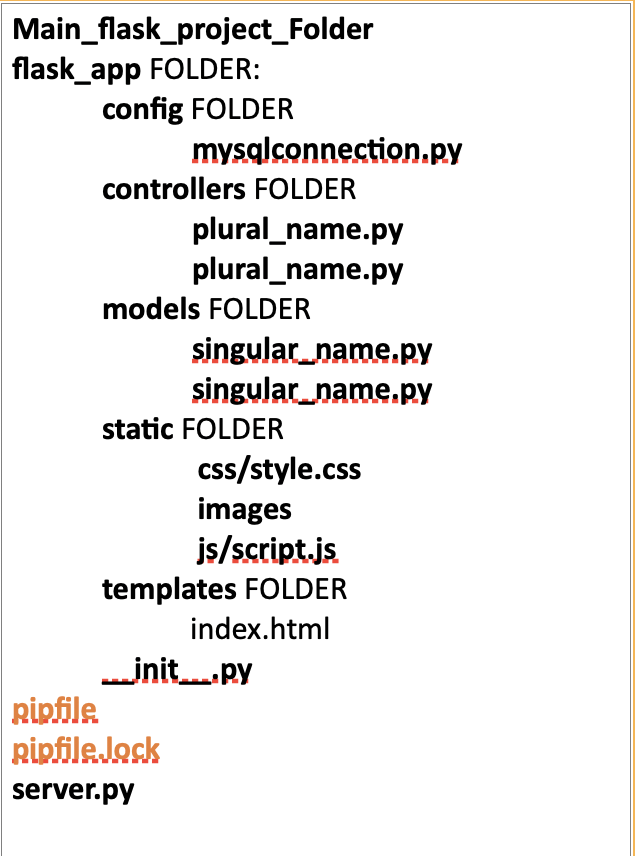 Main_flask_project_Folder
flask_app FOLDER:
config FOLDER
mysqlconnection.py
controllers FOLDER
plural_name.py
plural_name.py
models FOLDER
singular_name.py
singular_name.py
static FOLDER
css/style.css
images
js/script.js
templates FOLDER
index.html
__init__.py
pipfile
pipfile.lock
server.py